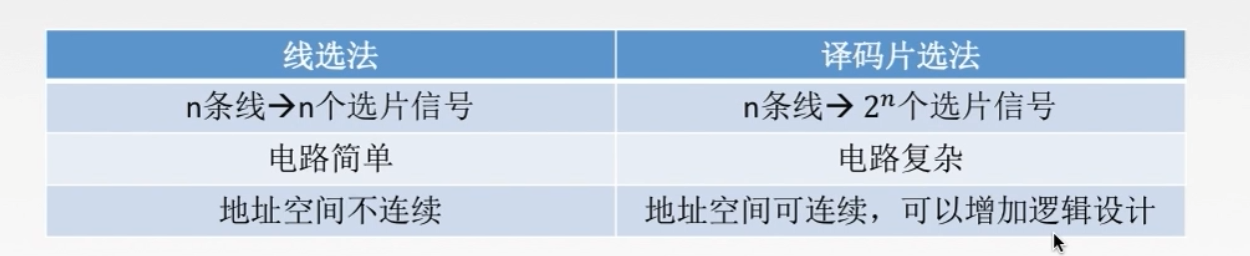 线选法 译码片选法
n条线→n个选片信号 n条线→ 2ⁿ个选片信号
电路简单 电路复杂
地址空间不连续 地址空间可连续，可以增加逻辑设计